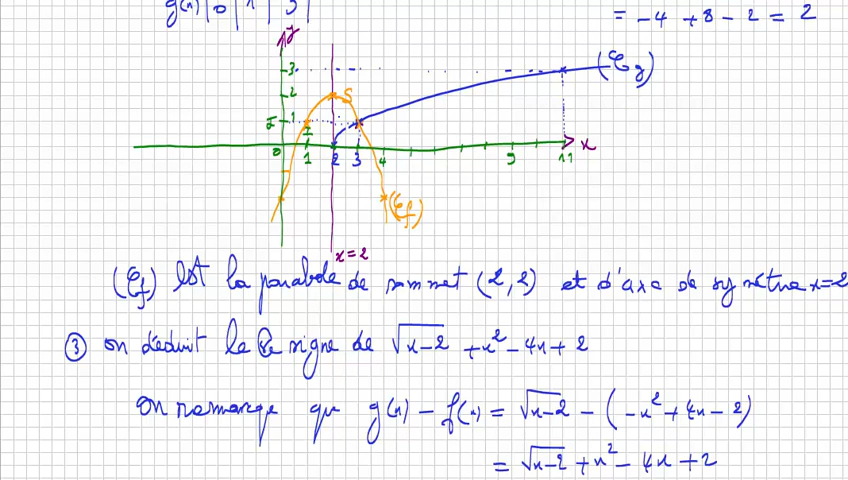 g(x) | 0 | 1 | 3 |
= -4 + 8 - 2 = 2
y
3
2
1
S
(𝒞g)
J
I
0 1 2 3 4 9 11 x
(𝒞f)
x=2
(𝒞f) est la parabole de sommet (2,2) et d'axe de symétrie x=2
③ on déduit le signe de √(x-2) + x² - 4x + 2
On remarque que g(x) - f(x) = √(x-2) - (-x² + 4x - 2)
= √(x-2) + x² - 4x + 2